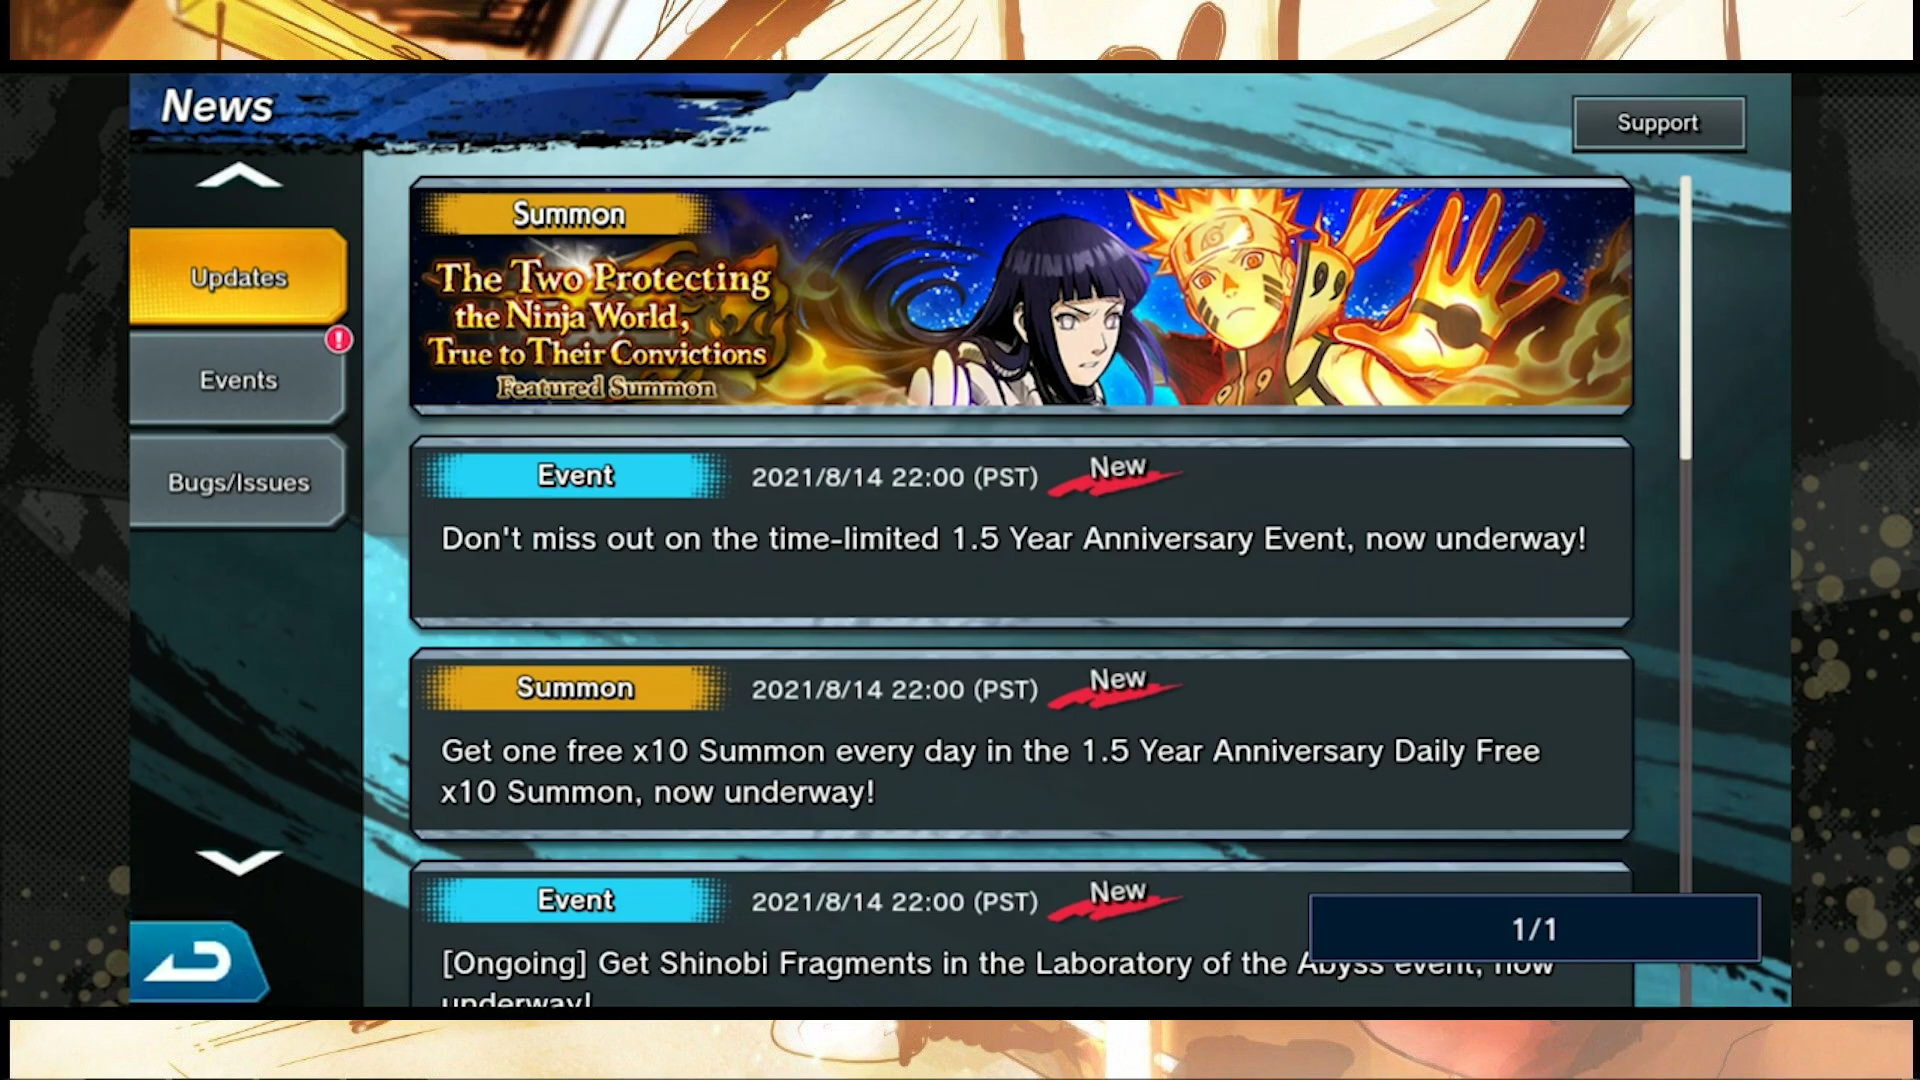 News
Support
Updates
!
Events
Bugs/Issues
Summon
The Two Protecting
the Ninja World,
True to Their Convictions
Featured Summon
Event 2021/8/14 22:00 (PST) New
Don't miss out on the time-limited 1.5 Year Anniversary Event, now underway!
Summon 2021/8/14 22:00 (PST) New
Get one free x10 Summon every day in the 1.5 Year Anniversary Daily Free
x10 Summon, now underway!
Event 2021/8/14 22:00 (PST) New
[Ongoing] Get Shinobi Fragments in the Laboratory of the Abyss event, now
underway!
1/1